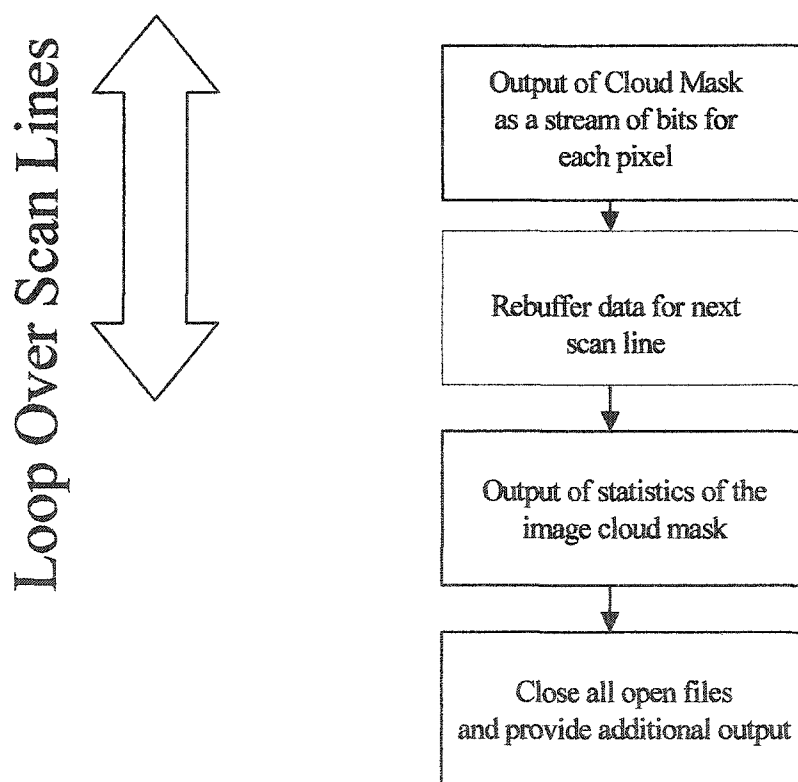 Loop Over Scan Lines
Output of Cloud Mask
as a stream of bits for
each pixel
Rebuffer data for next
scan line
Output of statistics of the
image cloud mask
Close all open files
and provide additional output